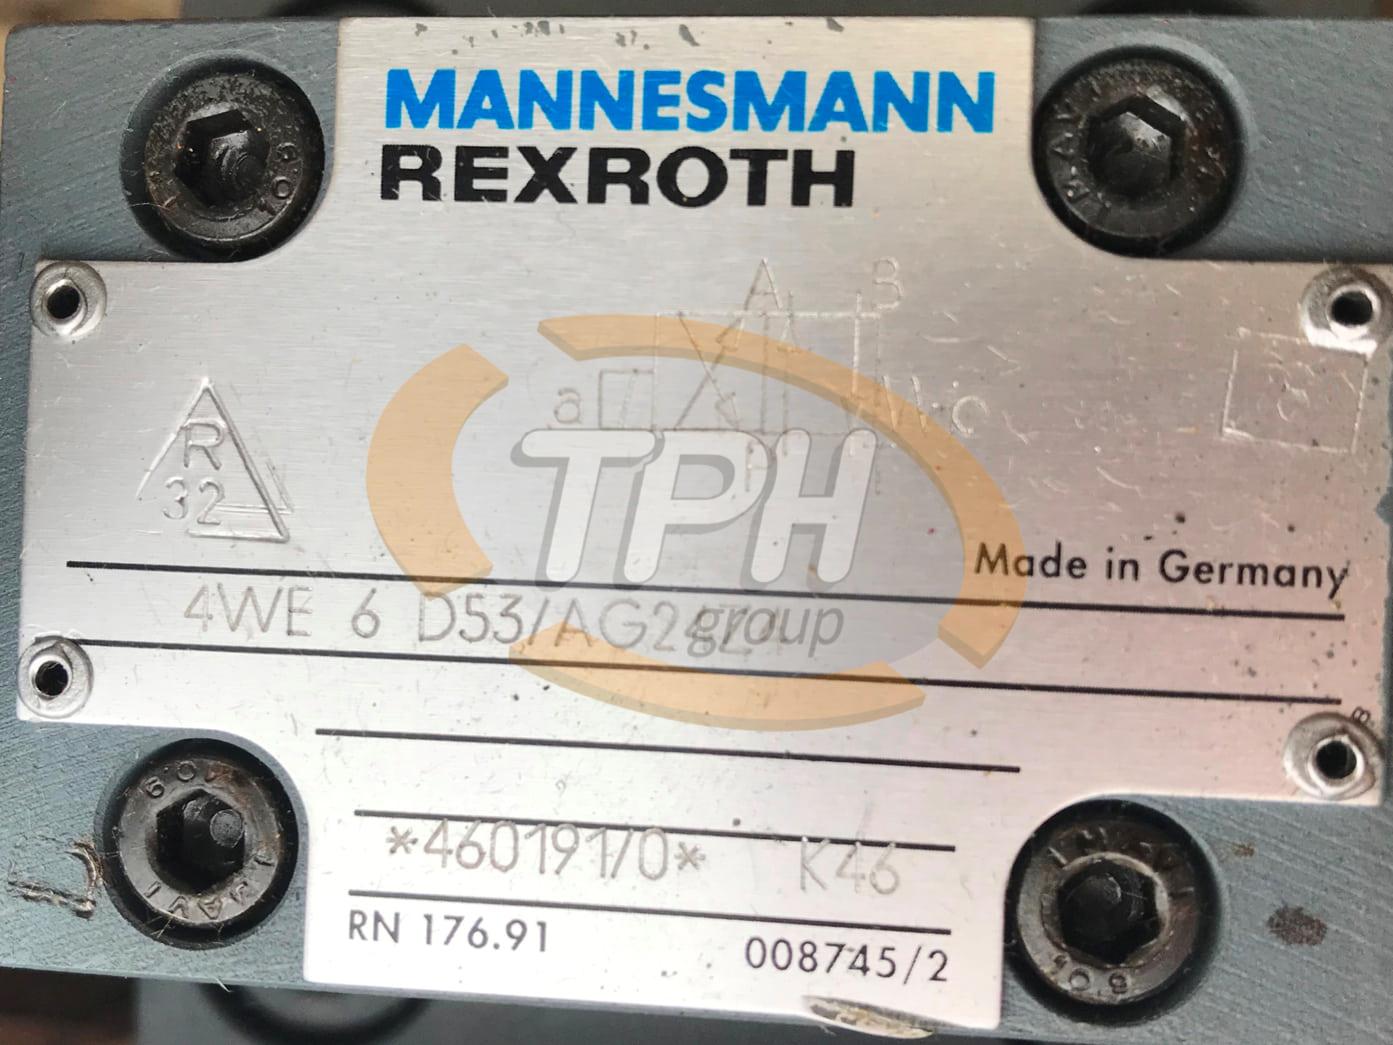 MANNESMANN
REXROTH
A B
a
R
32
TPH
group
Made in Germany
4WE 6 D53/AG24Z4
*460191/0* K46
RN 176.91
008745/2